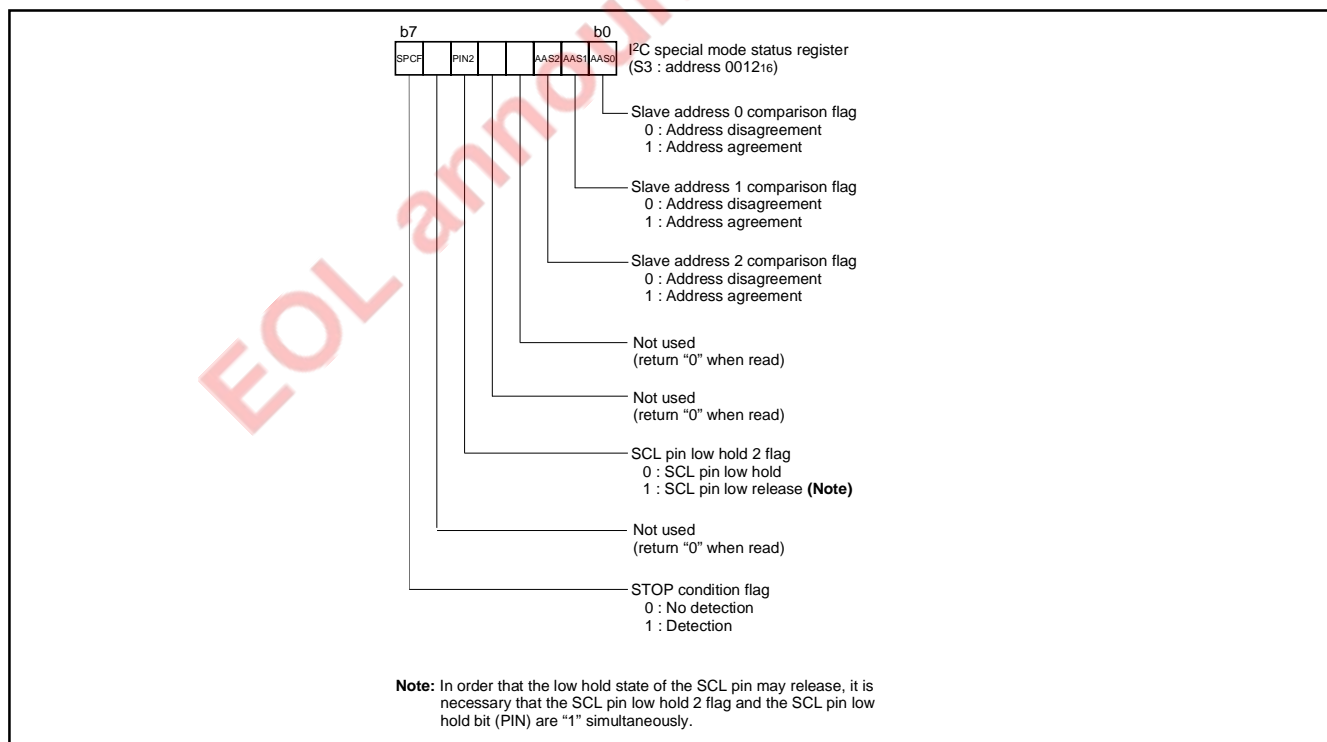 b7 b0
SPCF PIN2 AAS2 AAS1 AAS0
I2C special mode status register
(S3 : address 001216)
Slave address 0 comparison flag
0 : Address disagreement
1 : Address agreement
Slave address 1 comparison flag
0 : Address disagreement
1 : Address agreement
Slave address 2 comparison flag
0 : Address disagreement
1 : Address agreement
Not used
(return “0” when read)
Not used
(return “0” when read)
SCL pin low hold 2 flag
0 : SCL pin low hold
1 : SCL pin low release (Note)
Not used
(return “0” when read)
STOP condition flag
0 : No detection
1 : Detection
Note: In order that the low hold state of the SCL pin may release, it is
necessary that the SCL pin low hold 2 flag and the SCL pin low
hold bit (PIN) are “1” simultaneously.
EOL